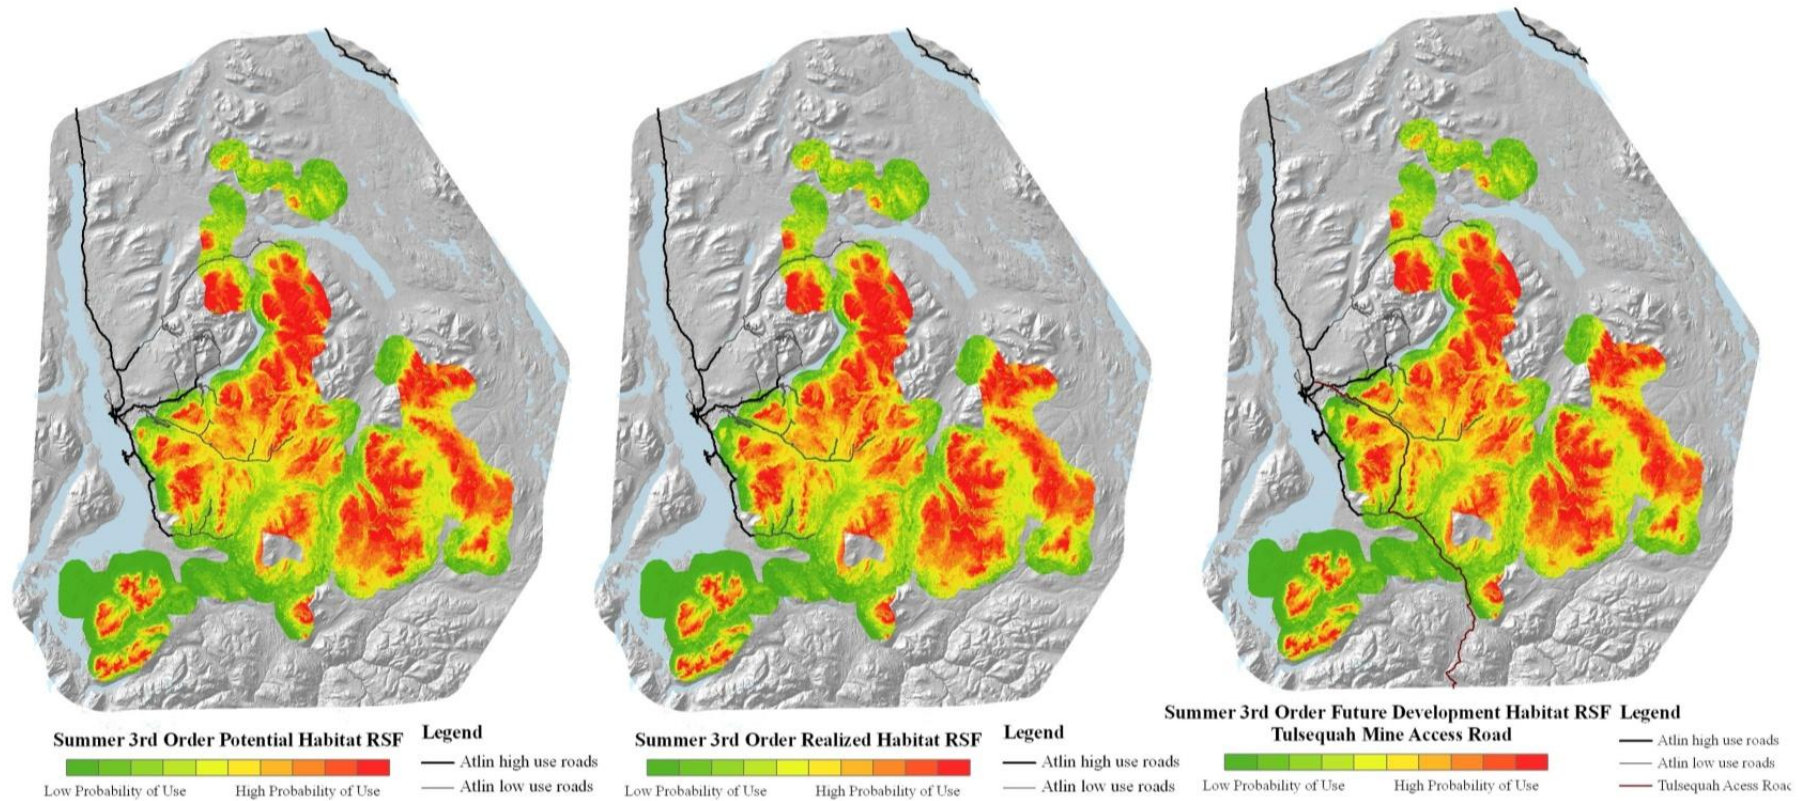 Summer 3rd Order Potential Habitat RSF
Low Probability of Use High Probability of Use
Legend
Atlin high use roads
Atlin low use roads
Summer 3rd Order Realized Habitat RSF
Low Probability of Use High Probability of Use
Legend
Atlin high use roads
Atlin low use roads
Summer 3rd Order Future Development Habitat RSF
Tulsequah Mine Access Road
Low Probability of Use High Probability of Use
Legend
Atlin high use roads
Atlin low use roads
Tulsequah Acess Roac